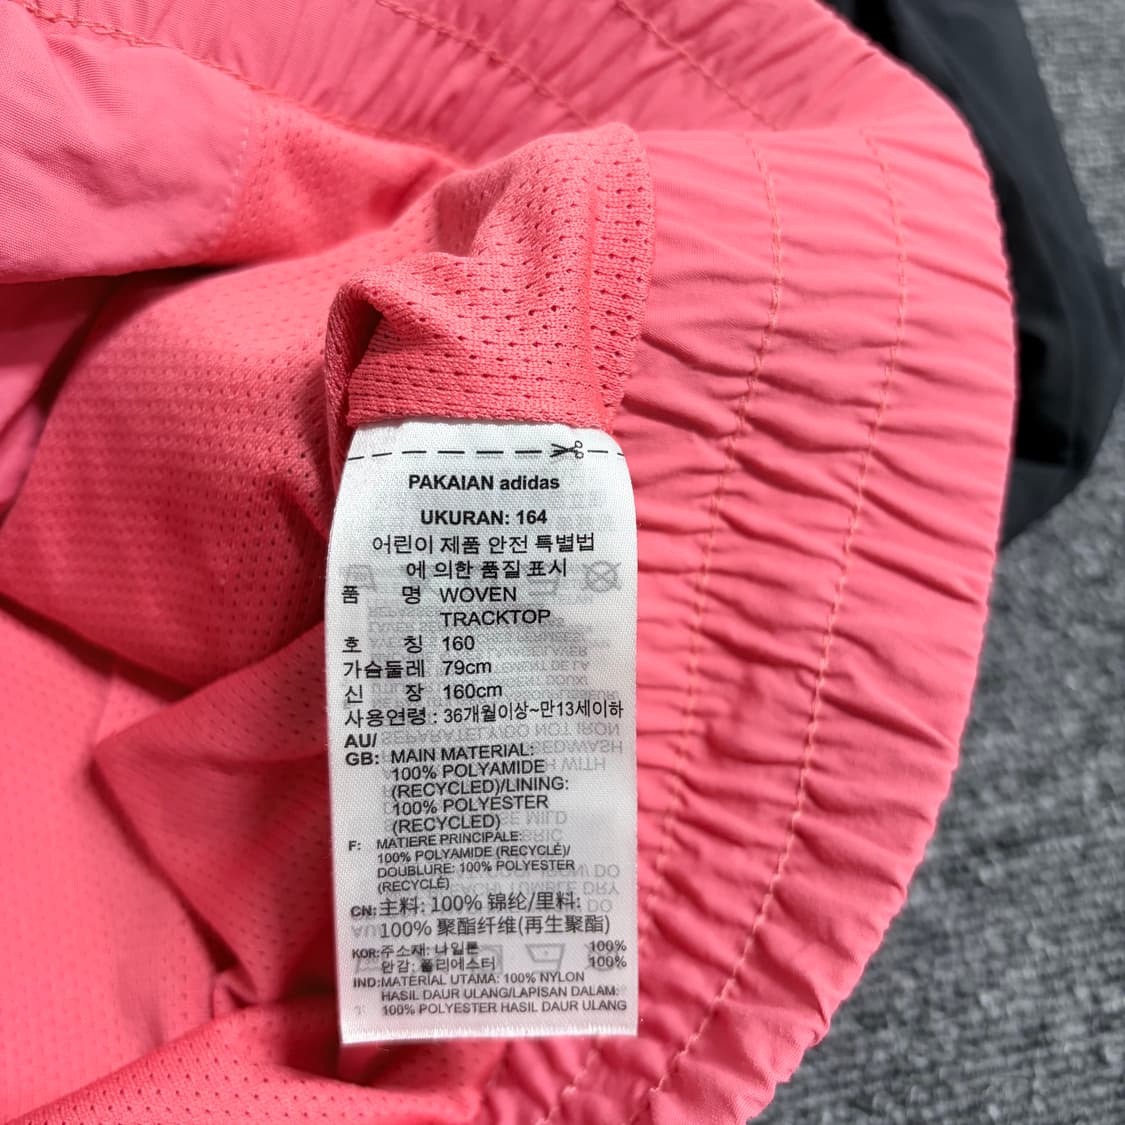 PAKAIAN adidas
UKURAN: 164
어린이 제품 안전 특별법
에 의한 품질 표시
품 명 WOVEN
TRACKTOP
호 칭 160
가슴둘레 79cm
신 장 160cm
사용연령 : 36개월이상~만13세이하
AU/
GB: MAIN MATERIAL:
100% POLYAMIDE
(RECYCLED)/LINING:
100% POLYESTER
(RECYCLED)
F: MATIERE PRINCIPALE:
100% POLYAMIDE (RECYCLÉ)/
DOUBLURE: 100% POLYESTER
(RECYCLÉ)
CN: 主料: 100% 锦纶/里料:
100% 聚酯纤维(再生聚酯)
KOR: 주소재: 나일론 100%
안감: 폴리에스터 100%
IND: MATERIAL UTAMA: 100% NYLON
HASIL DAUR ULANG/LAPISAN DALAM:
100% POLYESTER HASIL DAUR ULANG